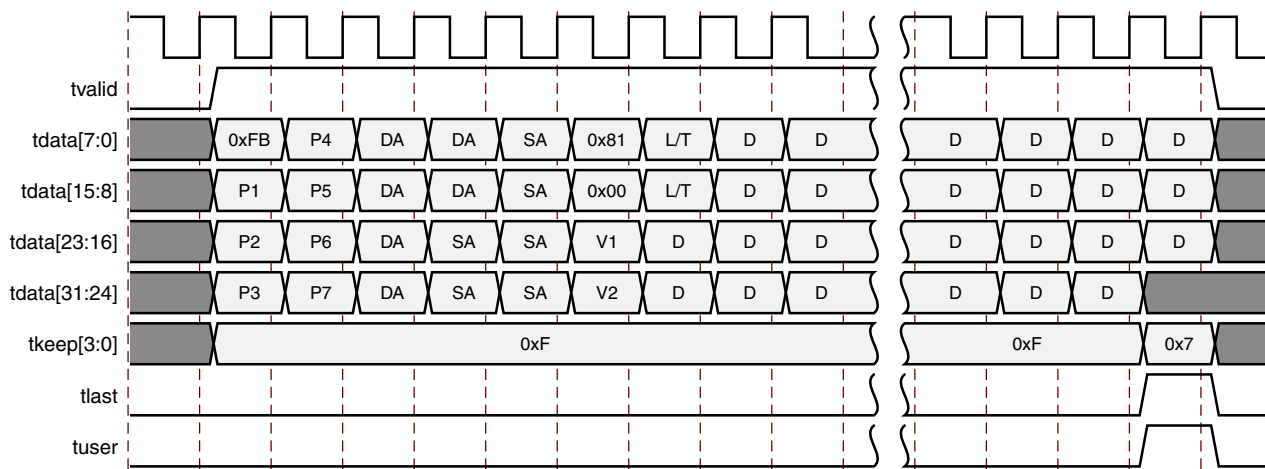 tvalid
tdata[7:0] 0xFB P4 DA DA SA 0x81 L/T D D D D D D
tdata[15:8] P1 P5 DA DA SA 0x00 L/T D D D D D D
tdata[23:16] P2 P6 DA SA SA V1 D D D D D D D
tdata[31:24] P3 P7 DA SA SA V2 D D D D D D
tkeep[3:0] 0xF 0xF 0x7
tlast
tuser